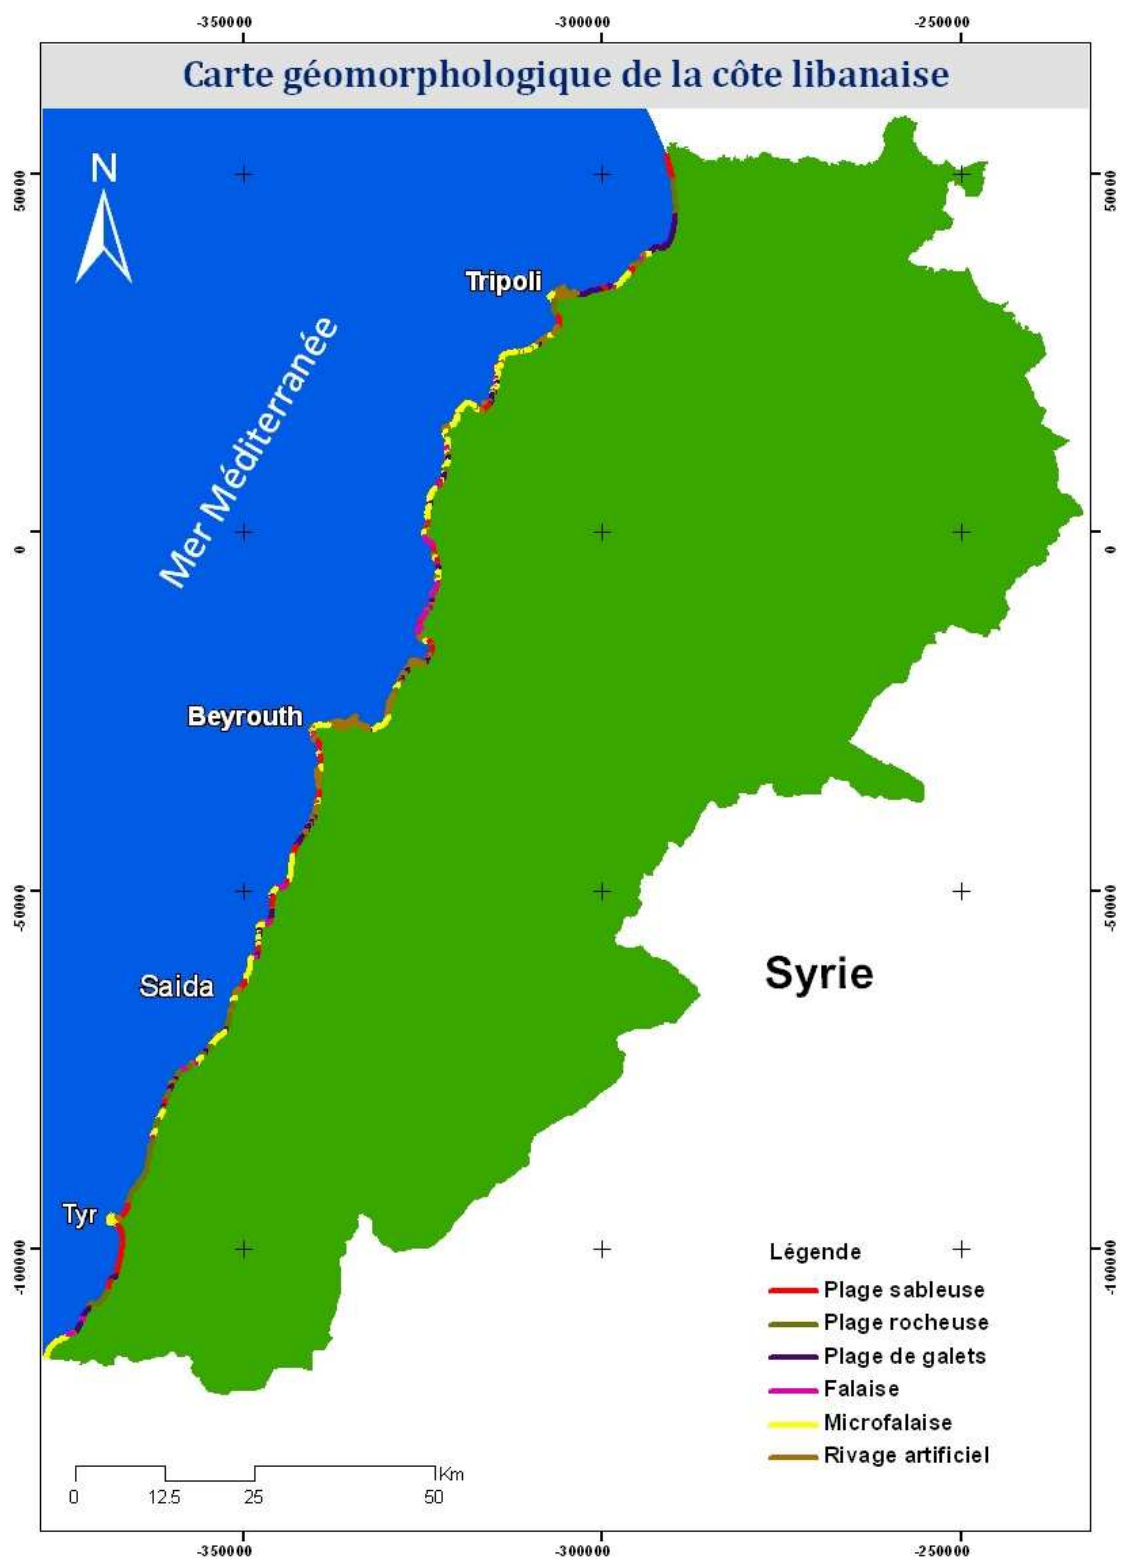 -350000
-300000
-250000
Carte géomorphologique de la côte libanaise
N
50000
50000
Tripoli
Mer Méditerranée
0
0
Beyrouth
-50000
-50000
Syrie
Saida
Tyr
-100000
-100000
Légende
Plage sableuse
Plage rocheuse
Plage de galets
Falaise
Microfalaise
Rivage artificiel
Km
0 12.5 25 50
-350000
-300000
-250000